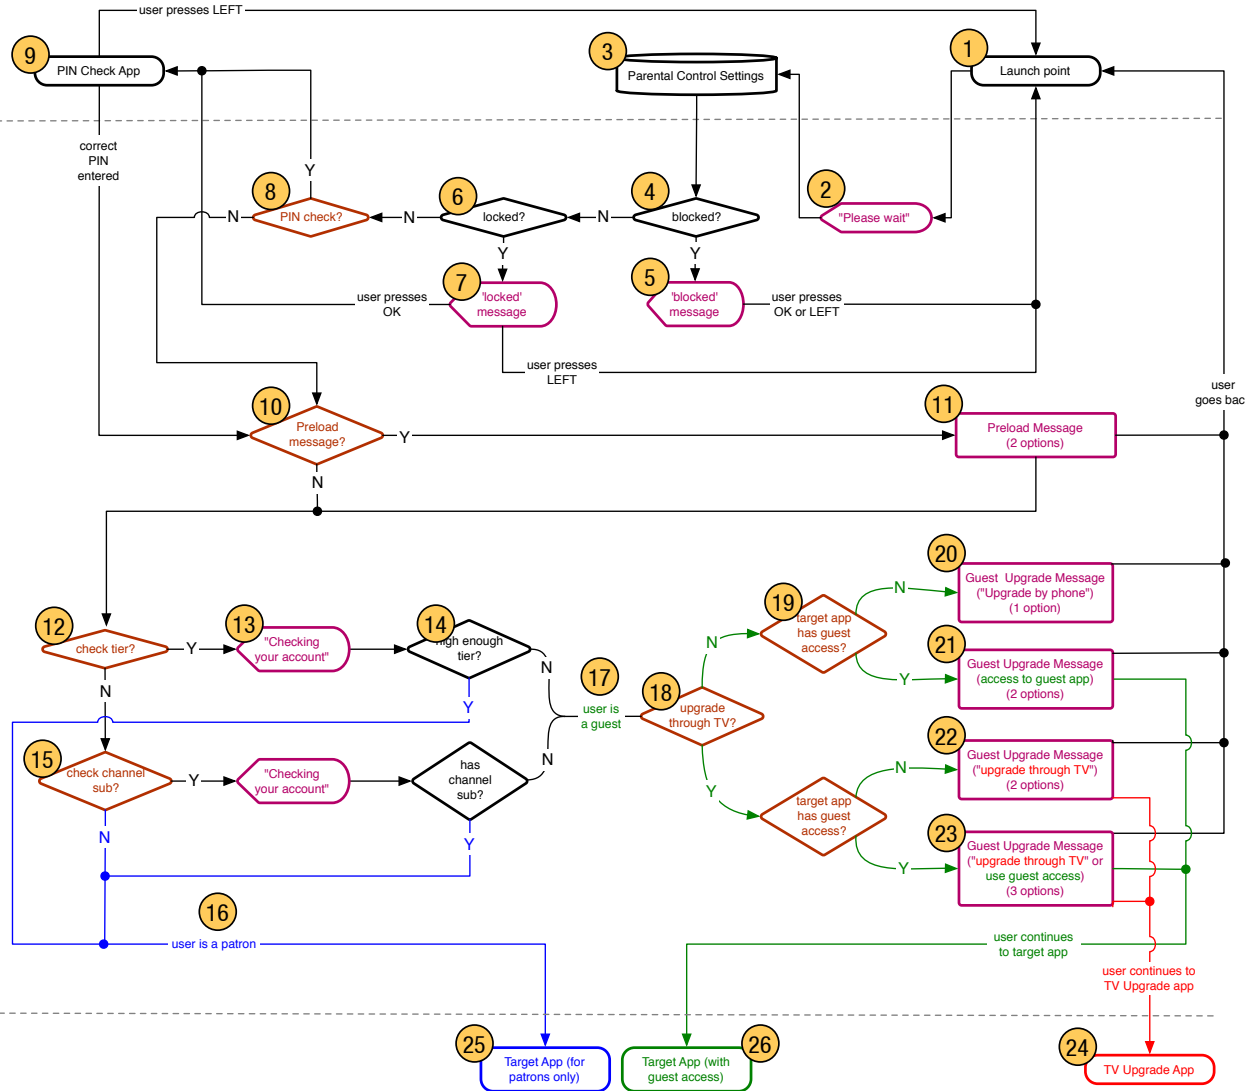 user presses LEFT
9
PIN Check App
3
Parental Control Settings
1
Launch point
correct
PIN
entered
Y
8
PIN check?
N
N
6
locked?
N
4
blocked?
2
"Please wait"
Y
Y
7
'locked'
message
user presses
OK
5
'blocked'
message
user presses
OK or LEFT
user presses
LEFT
user
goes bac
10
Preload
message?
Y
11
Preload Message
(2 options)
N
20
Guest Upgrade Message
("Upgrade by phone")
(1 option)
N
19
target app
has guest
access?
12
check tier?
Y
13
"Checking
your account"
14
high enough
tier?
N
N
21
Guest Upgrade Message
(access to guest app)
(2 options)
Y
N
Y
17
user is
a guest
18
upgrade
through TV?
15
check channel
sub?
Y
"Checking
your account"
has
channel
sub?
N
Y
22
Guest Upgrade Message
("upgrade through TV")
(2 options)
N
target app
has guest
access?
N
Y
23
Guest Upgrade Message
("upgrade through TV" or
use guest access)
(3 options)
Y
16
user is a patron
user continues
to target app
user continues to
TV Upgrade app
25
Target App (for
patrons only)
26
Target App (with
guest access)
24
TV Upgrade App